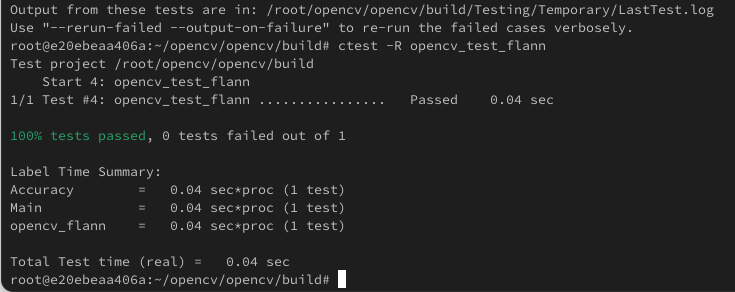 Output from these tests are in: /root/opencv/opencv/build/Testing/Temporary/LastTest.log
Use "--rerun-failed --output-on-failure" to re-run the failed cases verbosely.
root@e20ebeaa406a:~/opencv/opencv/build# ctest -R opencv_test_flann
Test project /root/opencv/opencv/build
    Start 4: opencv_test_flann
1/1 Test #4: opencv_test_flann ................   Passed    0.04 sec

100% tests passed, 0 tests failed out of 1

Label Time Summary:
Accuracy        =   0.04 sec*proc (1 test)
Main            =   0.04 sec*proc (1 test)
opencv_flann    =   0.04 sec*proc (1 test)

Total Test time (real) =   0.04 sec
root@e20ebeaa406a:~/opencv/opencv/build#